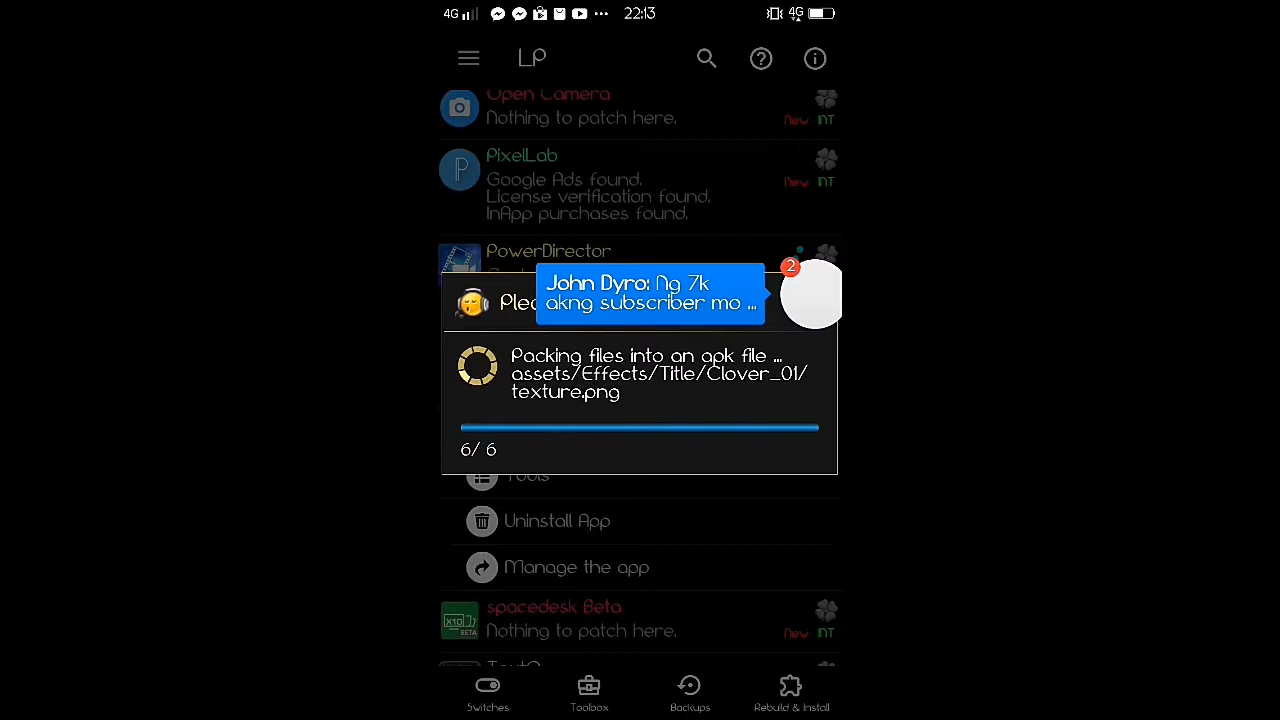 4G 22:13 4G
LP
Open Camera
Nothing to patch here.
New INT
PixelLab
Google Ads found.
License verification found.
InApp purchases found.
New INT
PowerDirector
2
John Dyro: Ng 7k
akng subscriber mo ...
Packing files into an apk file ...
assets/Effects/Title/Clover_01/
texture.png
6/ 6
Tools
Uninstall App
Manage the app
spacedesk Beta
Nothing to patch here.
New INT
X10
BETA
Switches Toolbox Backups Rebuild & Install